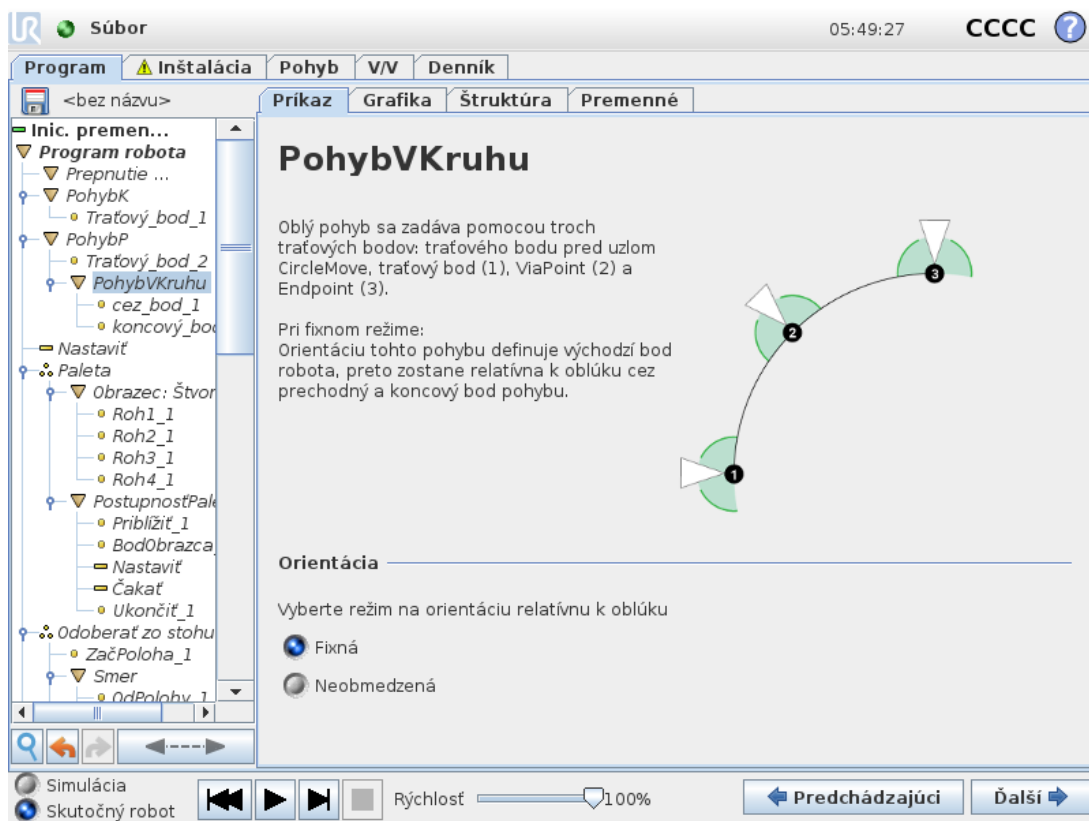 UR
Súbor
05:49:27
CCCC
?
Program
Inštalácia
Pohyb
V/V
Denník
<bez názvu>
Príkaz
Grafika
Štruktúra
Premenné
Inic. premen...
Program robota
Prepnutie ...
PohybK
Traťový_bod_1
PohybP
Traťový_bod_2
PohybVKruhu
cez_bod_1
koncový_bod
Nastaviť
Paleta
Obrazec: Štvor
Roh1_1
Roh2_1
Roh3_1
Roh4_1
PostupnosťPale
Priblížiť_1
BodObrazca_
Nastaviť
Čakať
Ukončiť_1
Odoberať zo stohu
ZačPoloha_1
Smer
OdPolohy_1
PohybVKruhu
Oblý pohyb sa zadáva pomocou troch
traťových bodov: traťového bodu pred uzlom
CircleMove, traťový bod (1), ViaPoint (2) a
Endpoint (3).
Pri fixnom režime:
Orientáciu tohto pohybu definuje východzí bod
robota, preto zostane relatívna k oblúku cez
prechodný a koncový bod pohybu.
3
2
1
Orientácia
Vyberte režim na orientáciu relatívnu k oblúku
Fixná
Neobmedzená
Simulácia
Skutočný robot
Rýchlosť
100%
Predchádzajúci
Ďalší